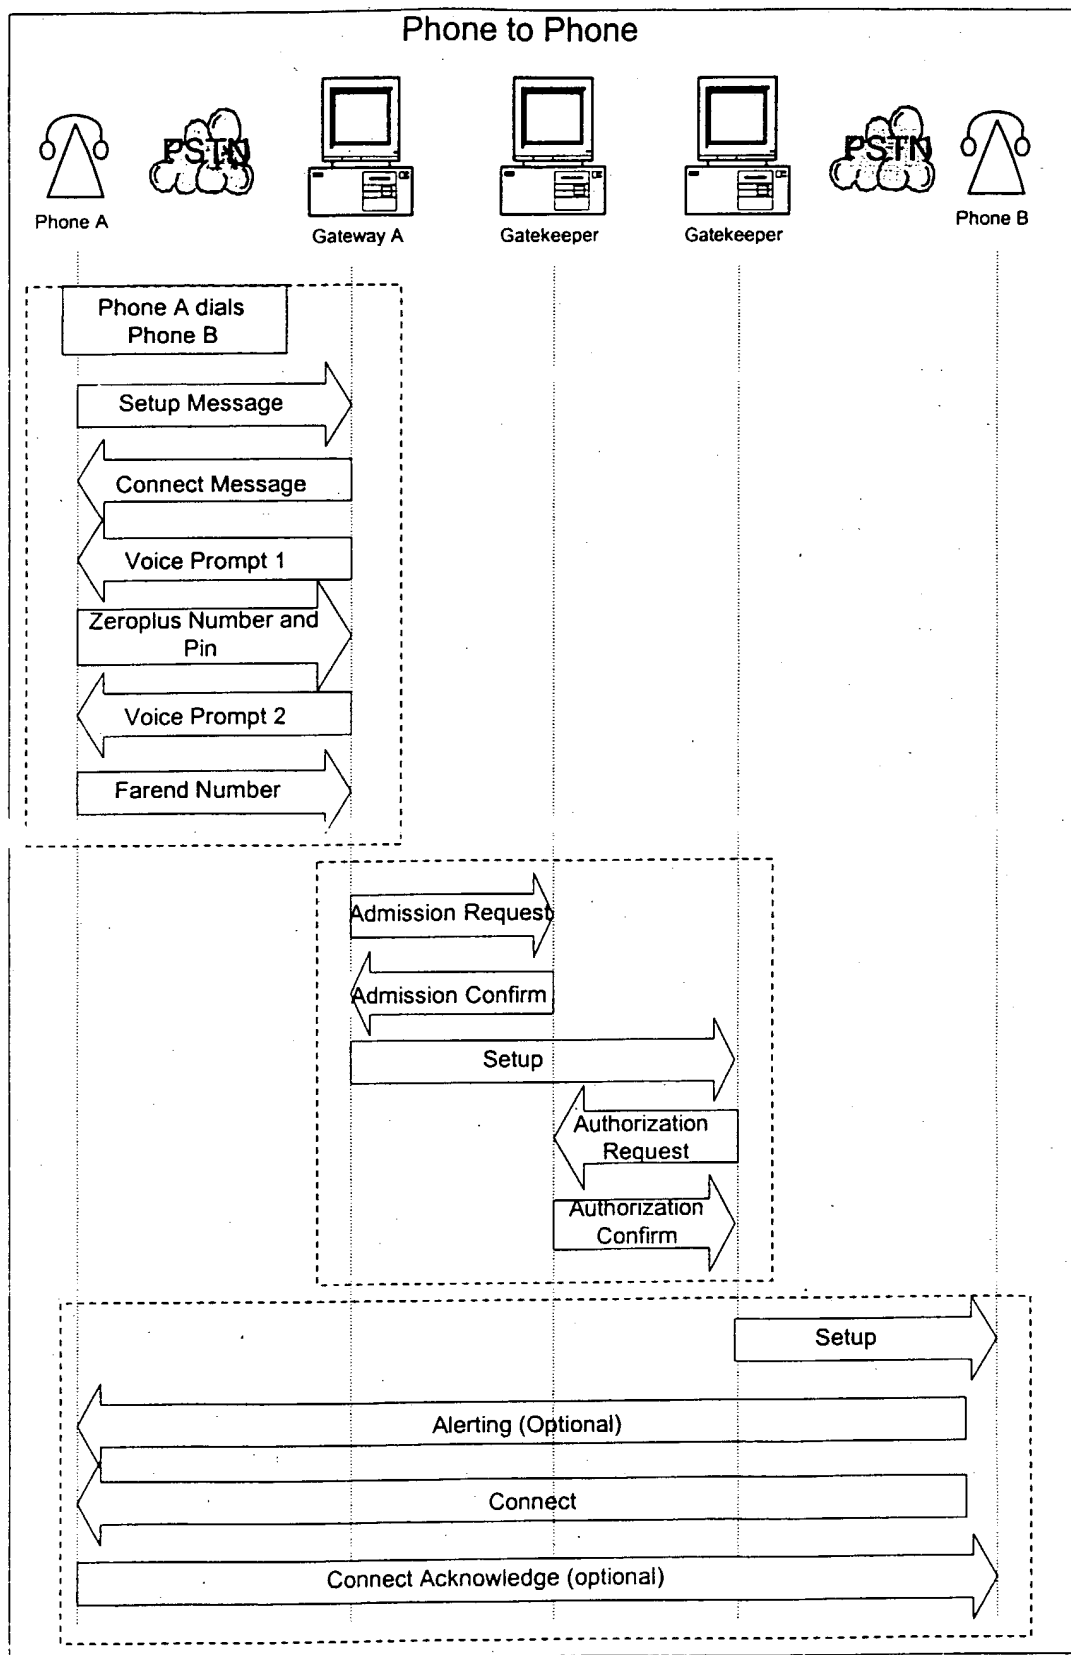 Phone to Phone
PSTN
PSTN
Phone A
Gateway A
Gatekeeper
Gatekeeper
Phone B
Phone A dials
Phone B
Setup Message
Connect Message
Voice Prompt 1
Zeroplus Number and
Pin
Voice Prompt 2
Farend Number
Admission Request
Admission Confirm
Setup
Authorization
Request
Authorization
Confirm
Setup
Alerting (Optional)
Connect
Connect Acknowledge (optional)